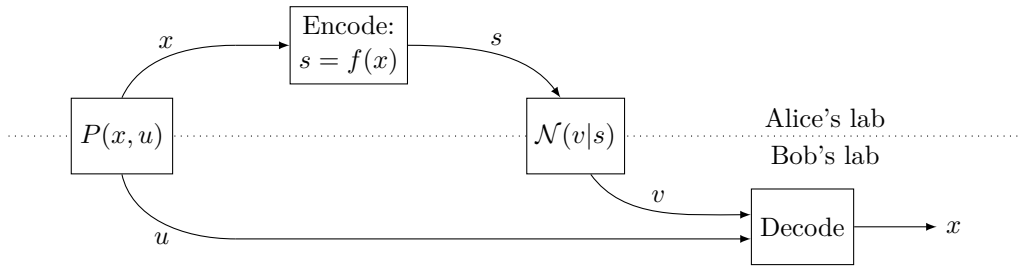 Encode:
s = f(x)
x
s
P(x, u)
𝒩(v|s)
Alice's lab
Bob's lab
v
u
Decode
x